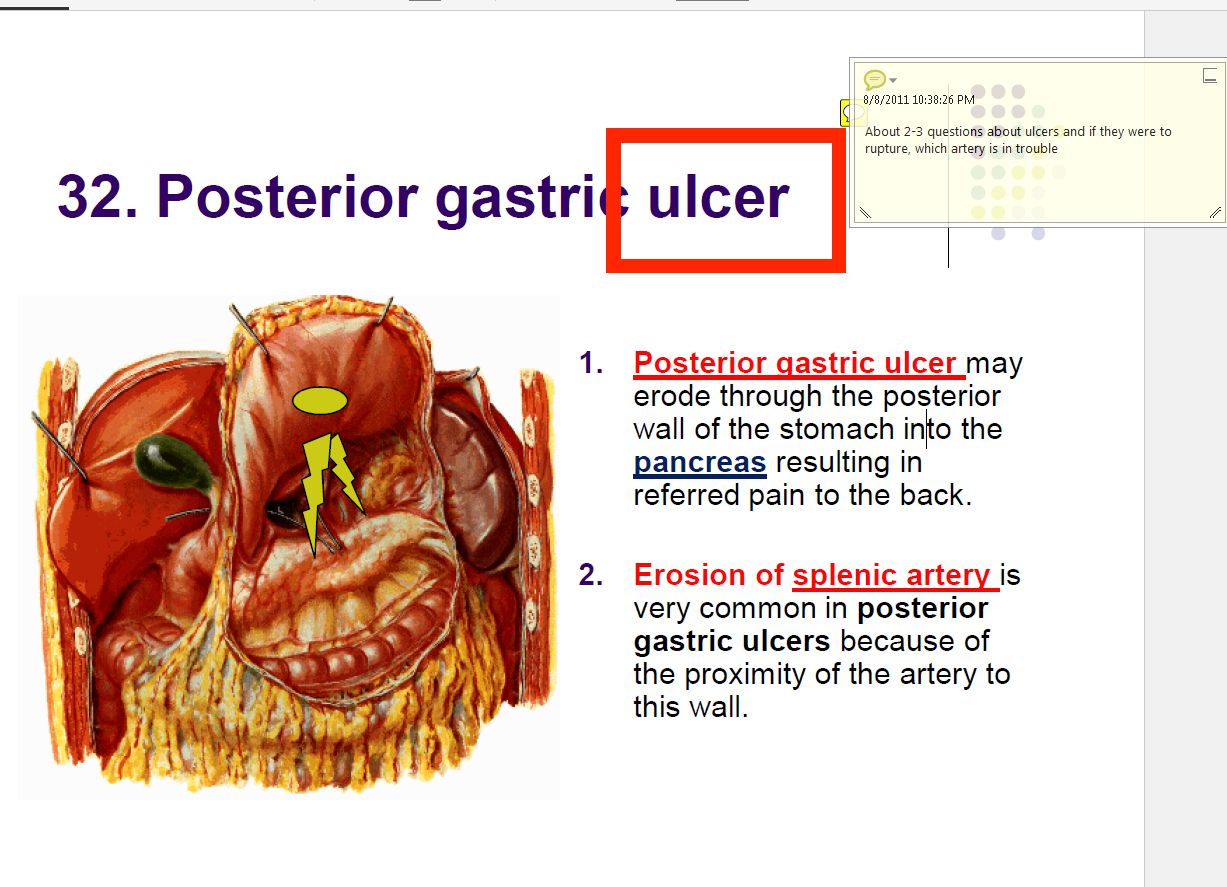 8/8/2011 10:38:26 PM
About 2-3 questions about ulcers and if they were to
rupture, which artery is in trouble
32. Posterior gastric ulcer
1. Posterior gastric ulcer may
erode through the posterior
wall of the stomach into the
pancreas resulting in
referred pain to the back.
2. Erosion of splenic artery is
very common in posterior
gastric ulcers because of
the proximity of the artery to
this wall.